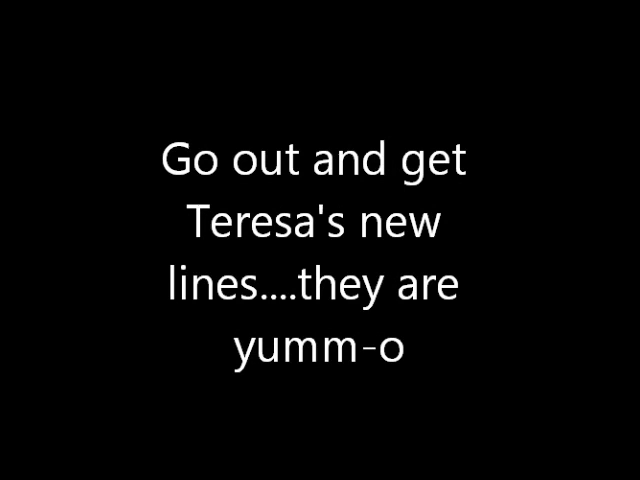 Go out and get
Teresa's new
lines....they are
yumm-o